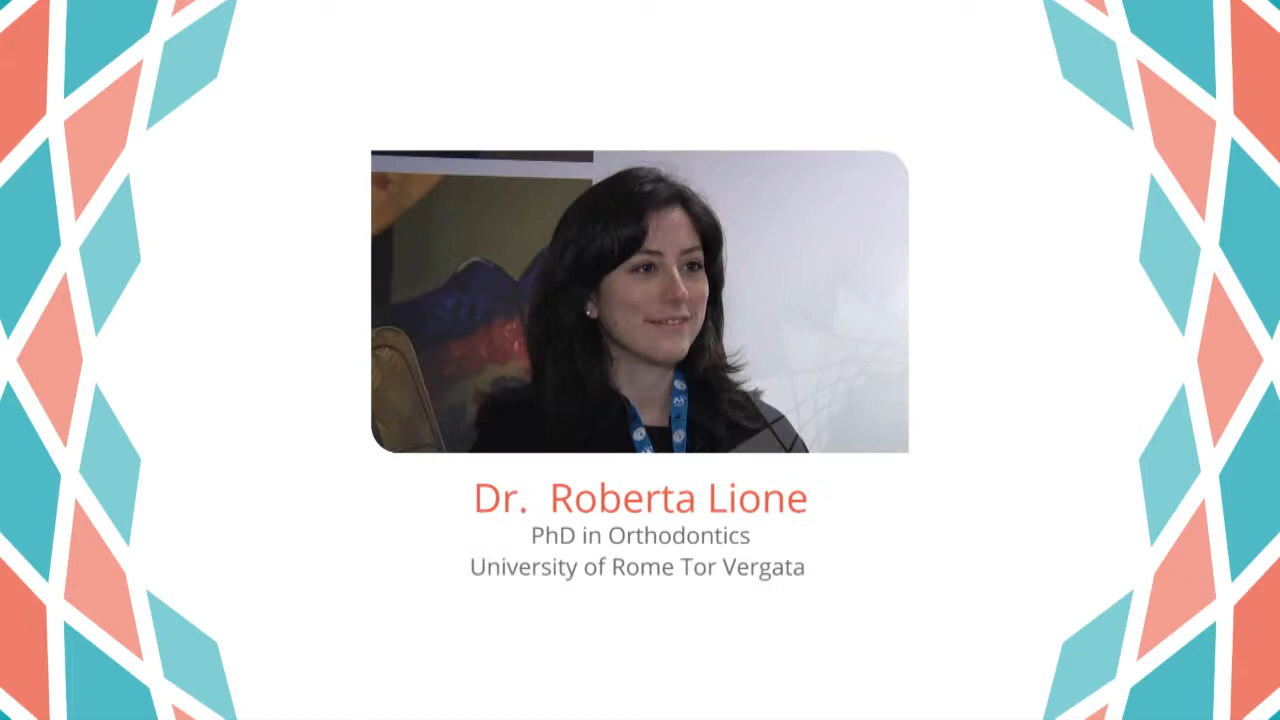 Dr.  Roberta Lione
PhD in Orthodontics
University of Rome Tor Vergata